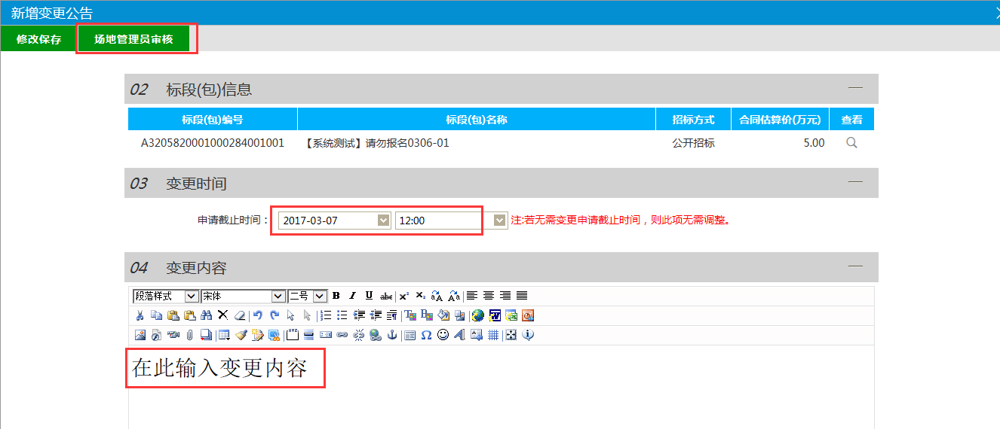 新增变更公告
修改保存 场地管理员审核
02 标段(包)信息
标段(包)编号 标段(包)名称 招标方式 合同估算价(万元) 查看
A3205820001000284001001 【系统测试】请勿报名0306-01 公开招标 5.00
03 变更时间
申请截止时间： 2017-03-07 12:00 注:若无需变更申请截止时间，则此项无需调整。
04 变更内容
段落样式 宋体 二号 B I U abc x² x₂
在此输入变更内容